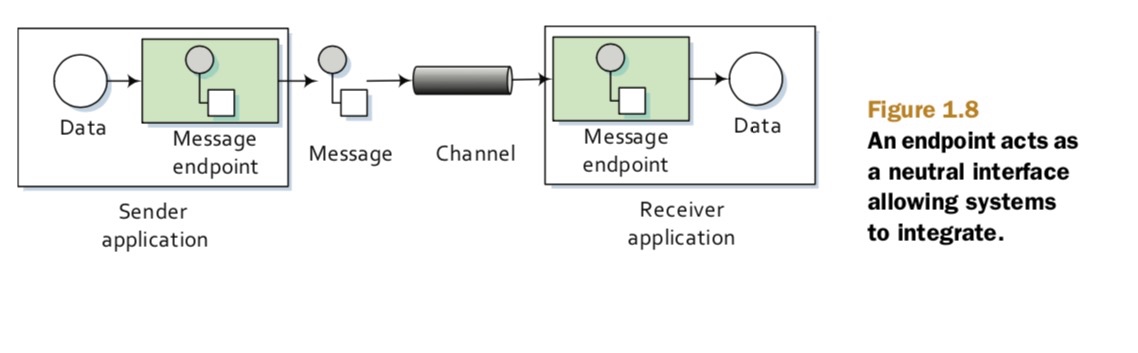 Data
Message
endpoint
Sender
application
Message
Channel
Message
endpoint
Data
Receiver
application
Figure 1.8
An endpoint acts as
a neutral interface
allowing systems
to integrate.